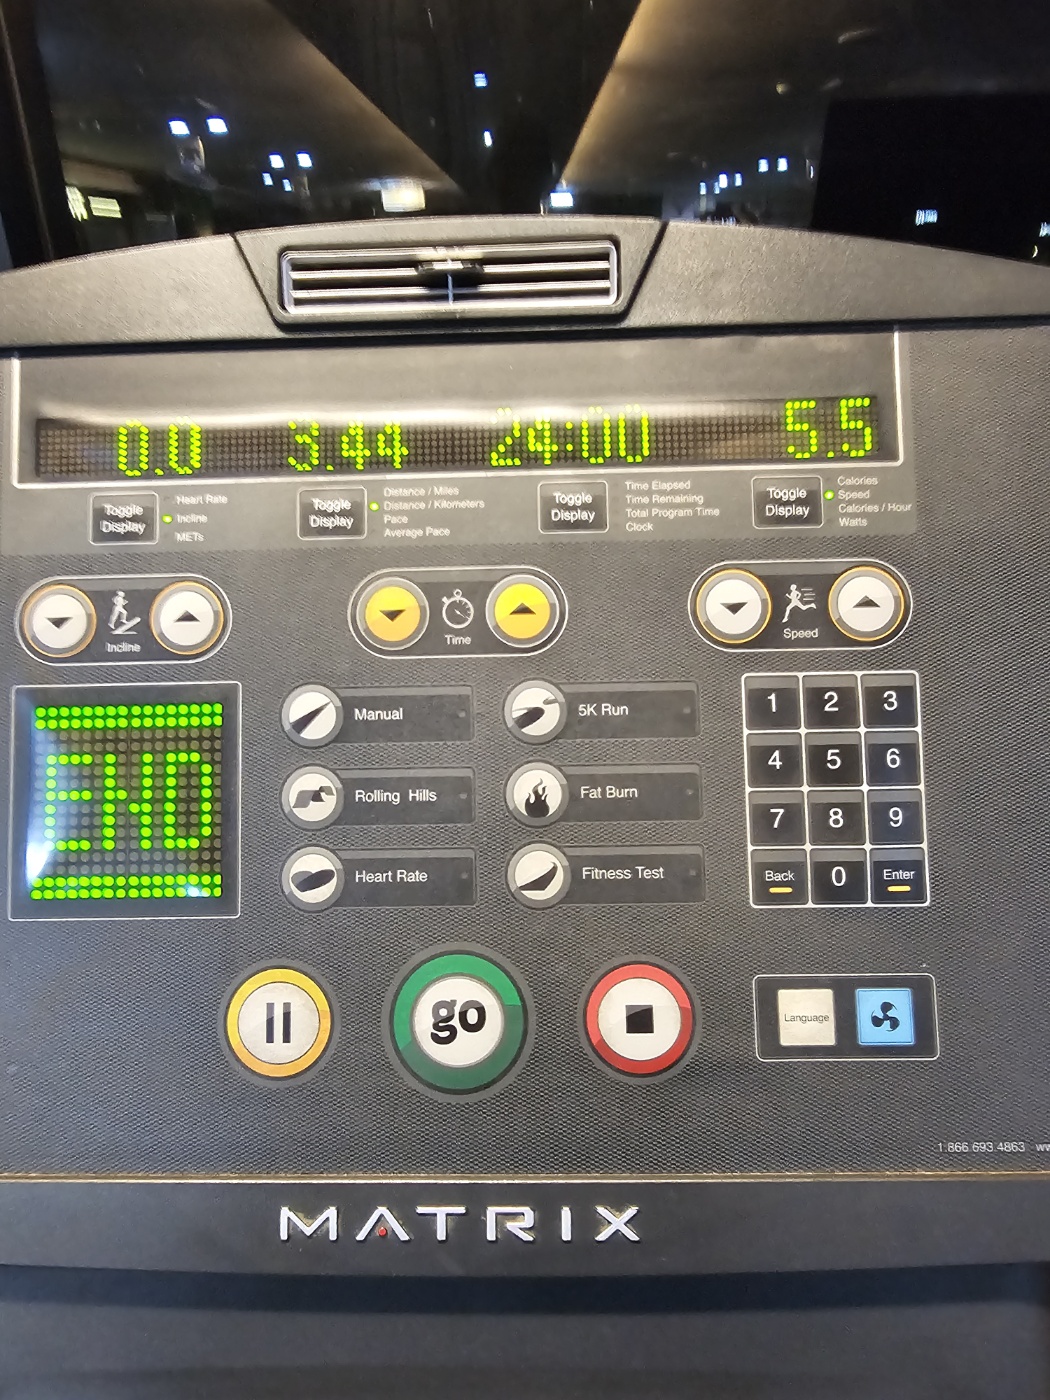 0.0 3.44 24:00 5.5
Toggle Display
Heart Rate
Incline
METs
Toggle Display
Distance / Miles
Distance / Kilometers
Pace
Average Pace
Toggle Display
Time Elapsed
Time Remaining
Total Program Time
Clock
Toggle Display
Calories
Speed
Calories / Hour
Watts
Incline
Time
Speed
END
Manual
5K Run
Rolling Hills
Fat Burn
Heart Rate
Fitness Test
1 2 3
4 5 6
7 8 9
Back 0 Enter
go
Language
1.866.693.4863
MATRIX